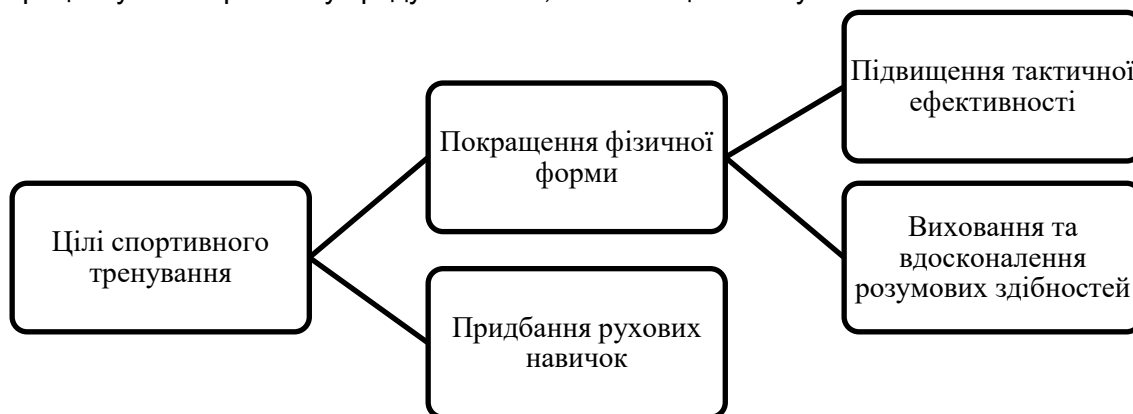 Цілі спортивного
тренування
Покращення фізичної
форми
Придбання рухових
навичок
Підвищення тактичної
ефективності
Виховання та
вдосконалення
розумових здібностей